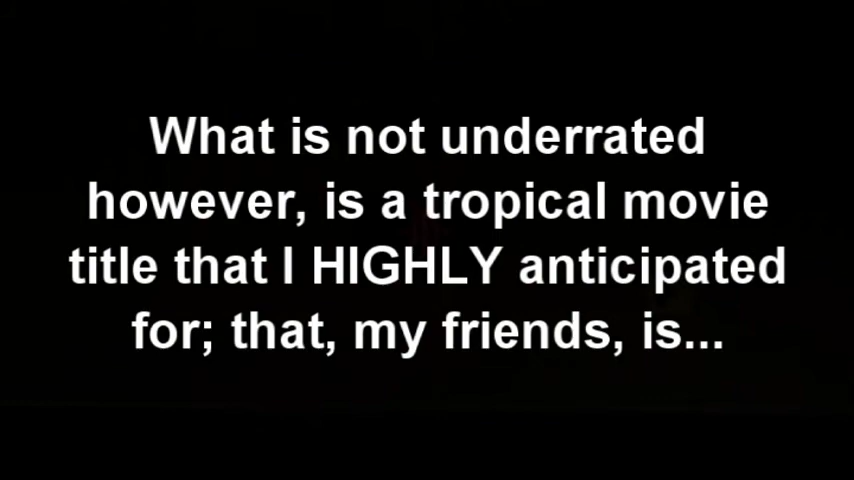 What is not underrated
however, is a tropical movie
title that I HIGHLY anticipated
for; that, my friends, is...